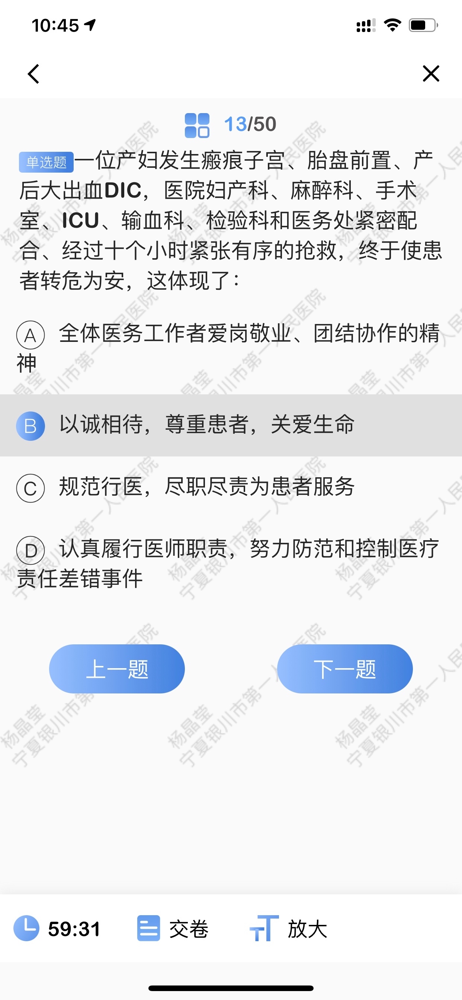 10:45
13/50
单选题 一位产妇发生瘢痕子宫、胎盘前置、产
后大出血DIC，医院妇产科、麻醉科、手术
室、ICU、输血科、检验科和医务处紧密配
合、经过十个小时紧张有序的抢救，终于使患
者转危为安，这体现了：
A 全体医务工作者爱岗敬业、团结协作的精
神
B 以诚相待，尊重患者，关爱生命
C 规范行医，尽职尽责为患者服务
D 认真履行医师职责，努力防范和控制医疗
责任差错事件
上一题 下一题
杨晶莹
宁夏银川市第一人民医院
59:31 交卷 放大